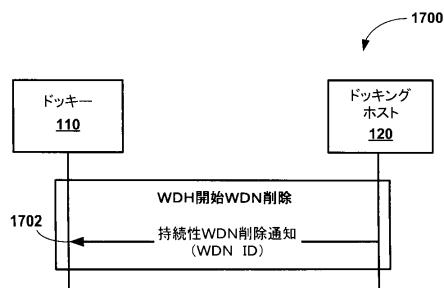 1700
ドッキー
110
ドッキング
ホスト
120
WDH開始WDN削除
1702
持続性WDN削除通知
(WDN ID)